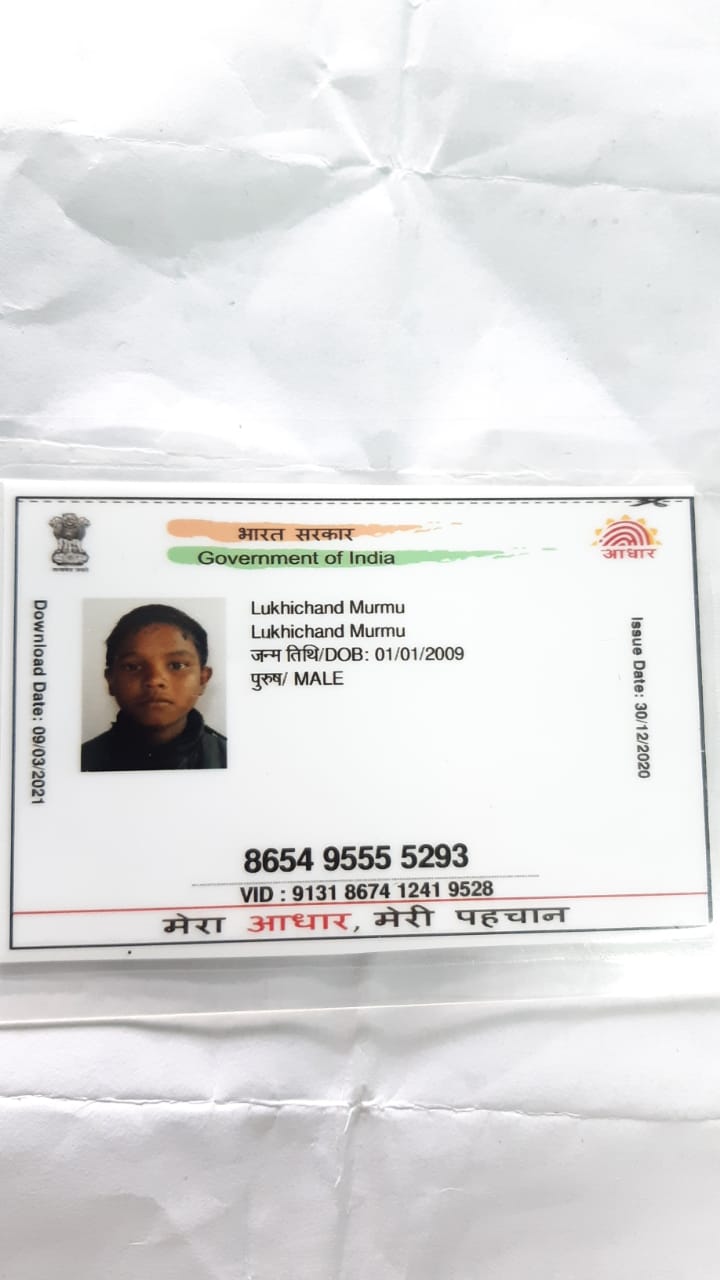 भारत सरकार
Government of India
आधार
Download Date: 09/03/2021
Lukhichand Murmu
Lukhichand Murmu
जन्म तिथि/DOB: 01/01/2009
पुरुष/ MALE
Issue Date: 30/12/2020
8654 9555 5293
VID : 9131 8674 1241 9528
मेरा आधार, मेरी पहचान